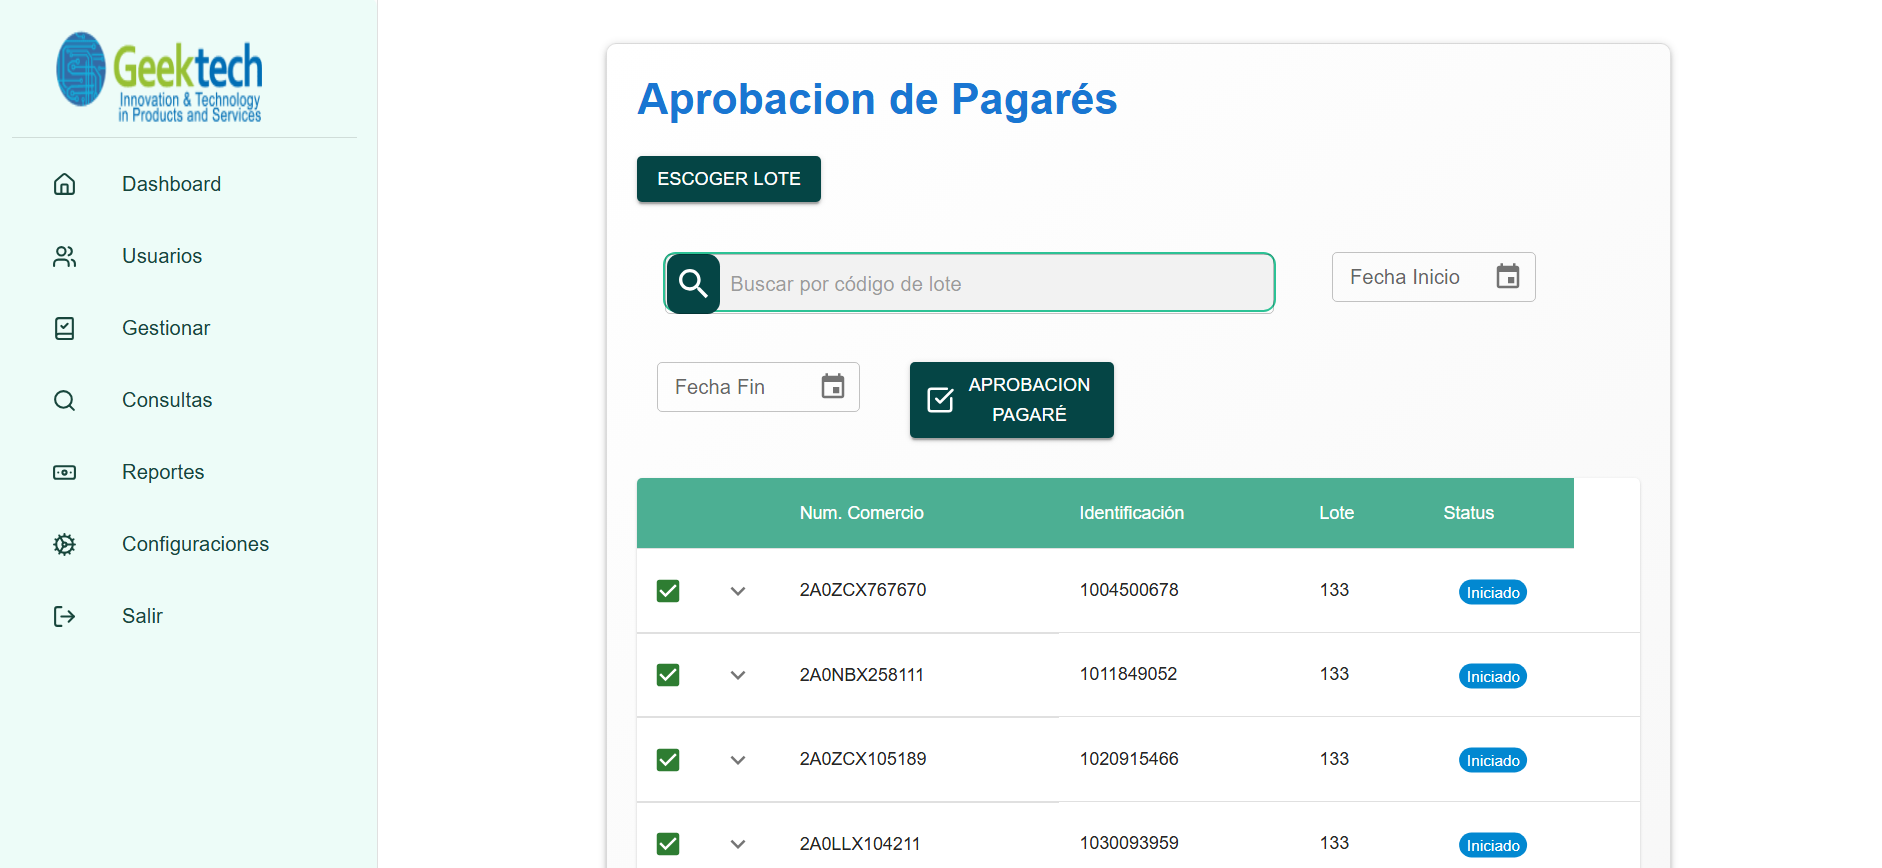 Geektech
Innovation & Technology
in Products and Services
Dashboard
Usuarios
Gestionar
Consultas
Reportes
Configuraciones
Salir
Aprobacion de Pagarés
ESCOGER LOTE
Buscar por código de lote
Fecha Inicio
Fecha Fin
APROBACION
PAGARÉ
Num. Comercio Identificación Lote Status
2A0ZCX767670 1004500678 133 Iniciado
2A0NBX258111 1011849052 133 Iniciado
2A0ZCX105189 1020915466 133 Iniciado
2A0LLX104211 1030093959 133 Iniciado